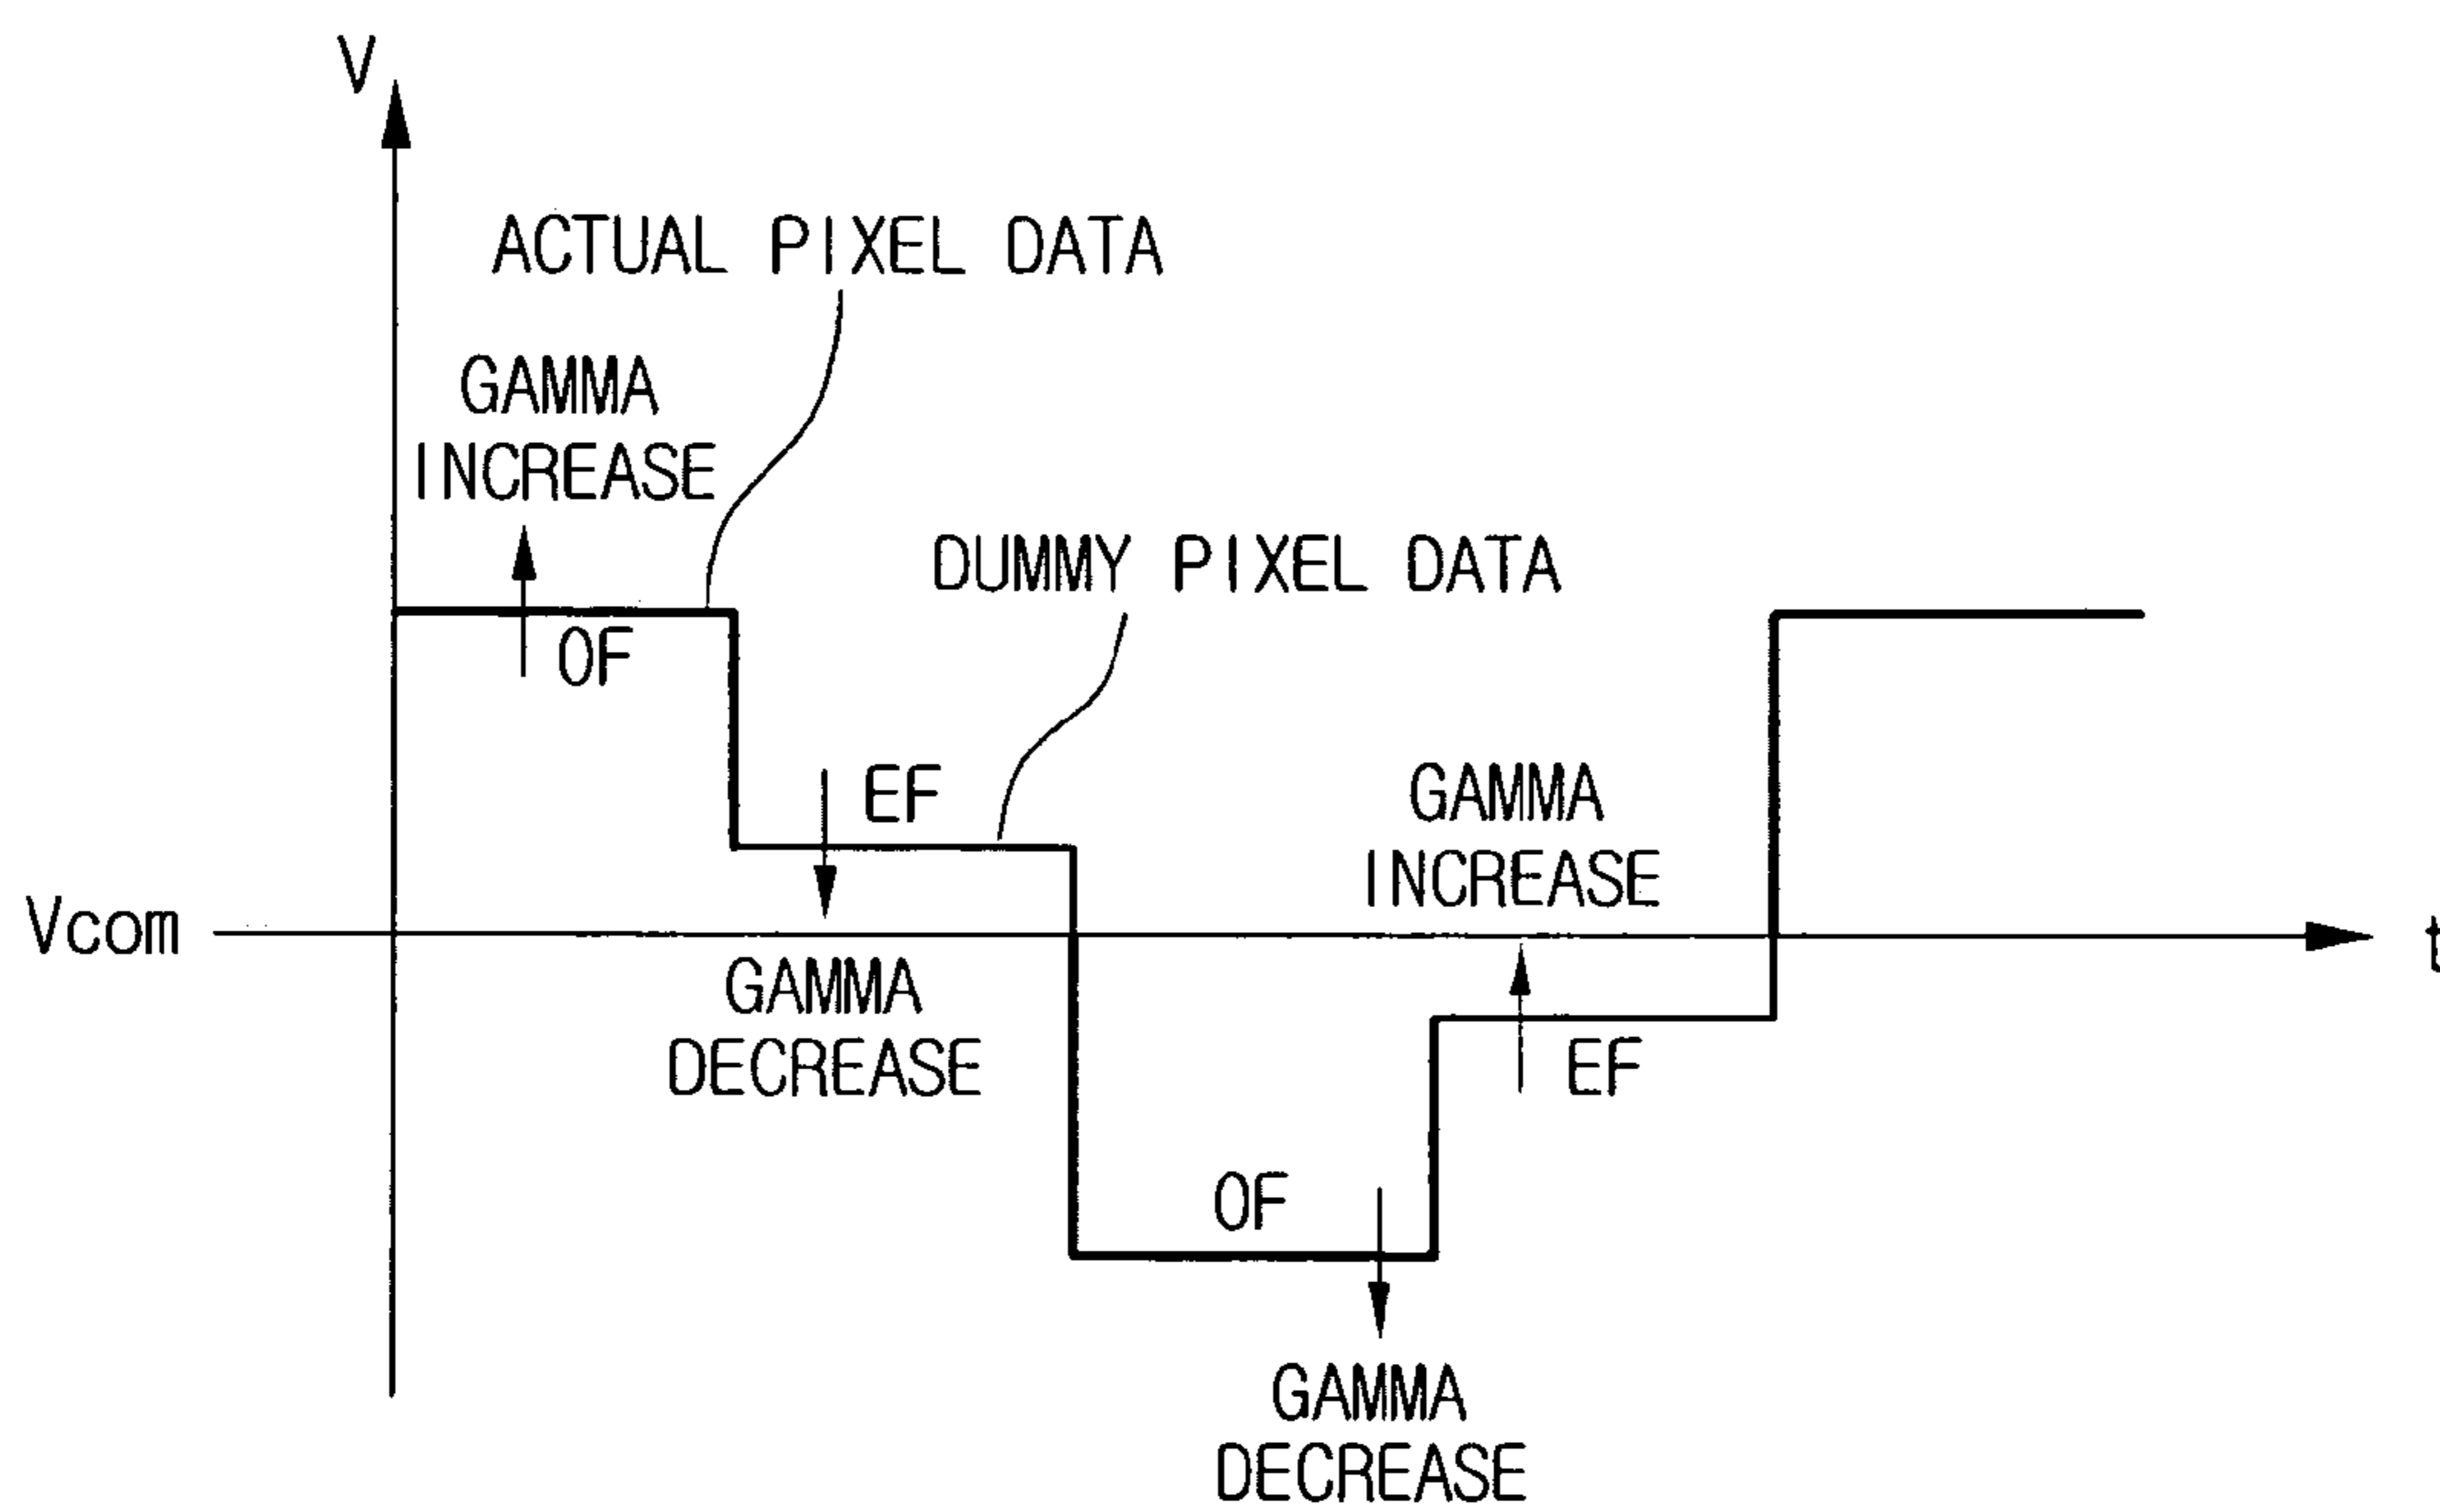 V
ACTUAL PIXEL DATA
GAMMA
INCREASE
OF
DUMMY PIXEL DATA
EF
GAMMA
INCREASE
Vcom
t
GAMMA
DECREASE
EF
OF
GAMMA
DECREASE